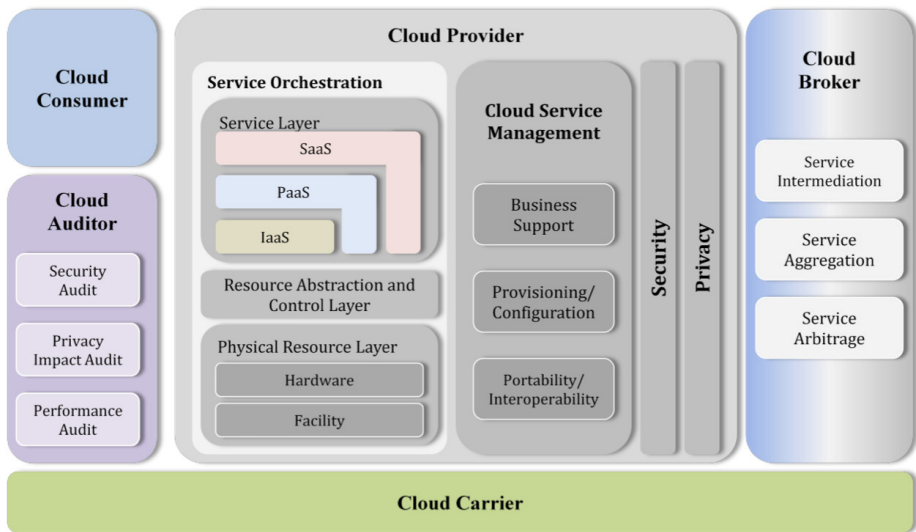 Cloud
Consumer
Cloud
Auditor
Security
Audit
Privacy
Impact Audit
Performance
Audit
Cloud Provider
Service Orchestration
Service Layer
SaaS
PaaS
IaaS
Resource Abstraction and
Control Layer
Physical Resource Layer
Hardware
Facility
Cloud Service
Management
Business
Support
Provisioning/
Configuration
Portability/
Interoperability
Security
Privacy
Cloud
Broker
Service
Intermediation
Service
Aggregation
Service
Arbitrage
Cloud Carrier